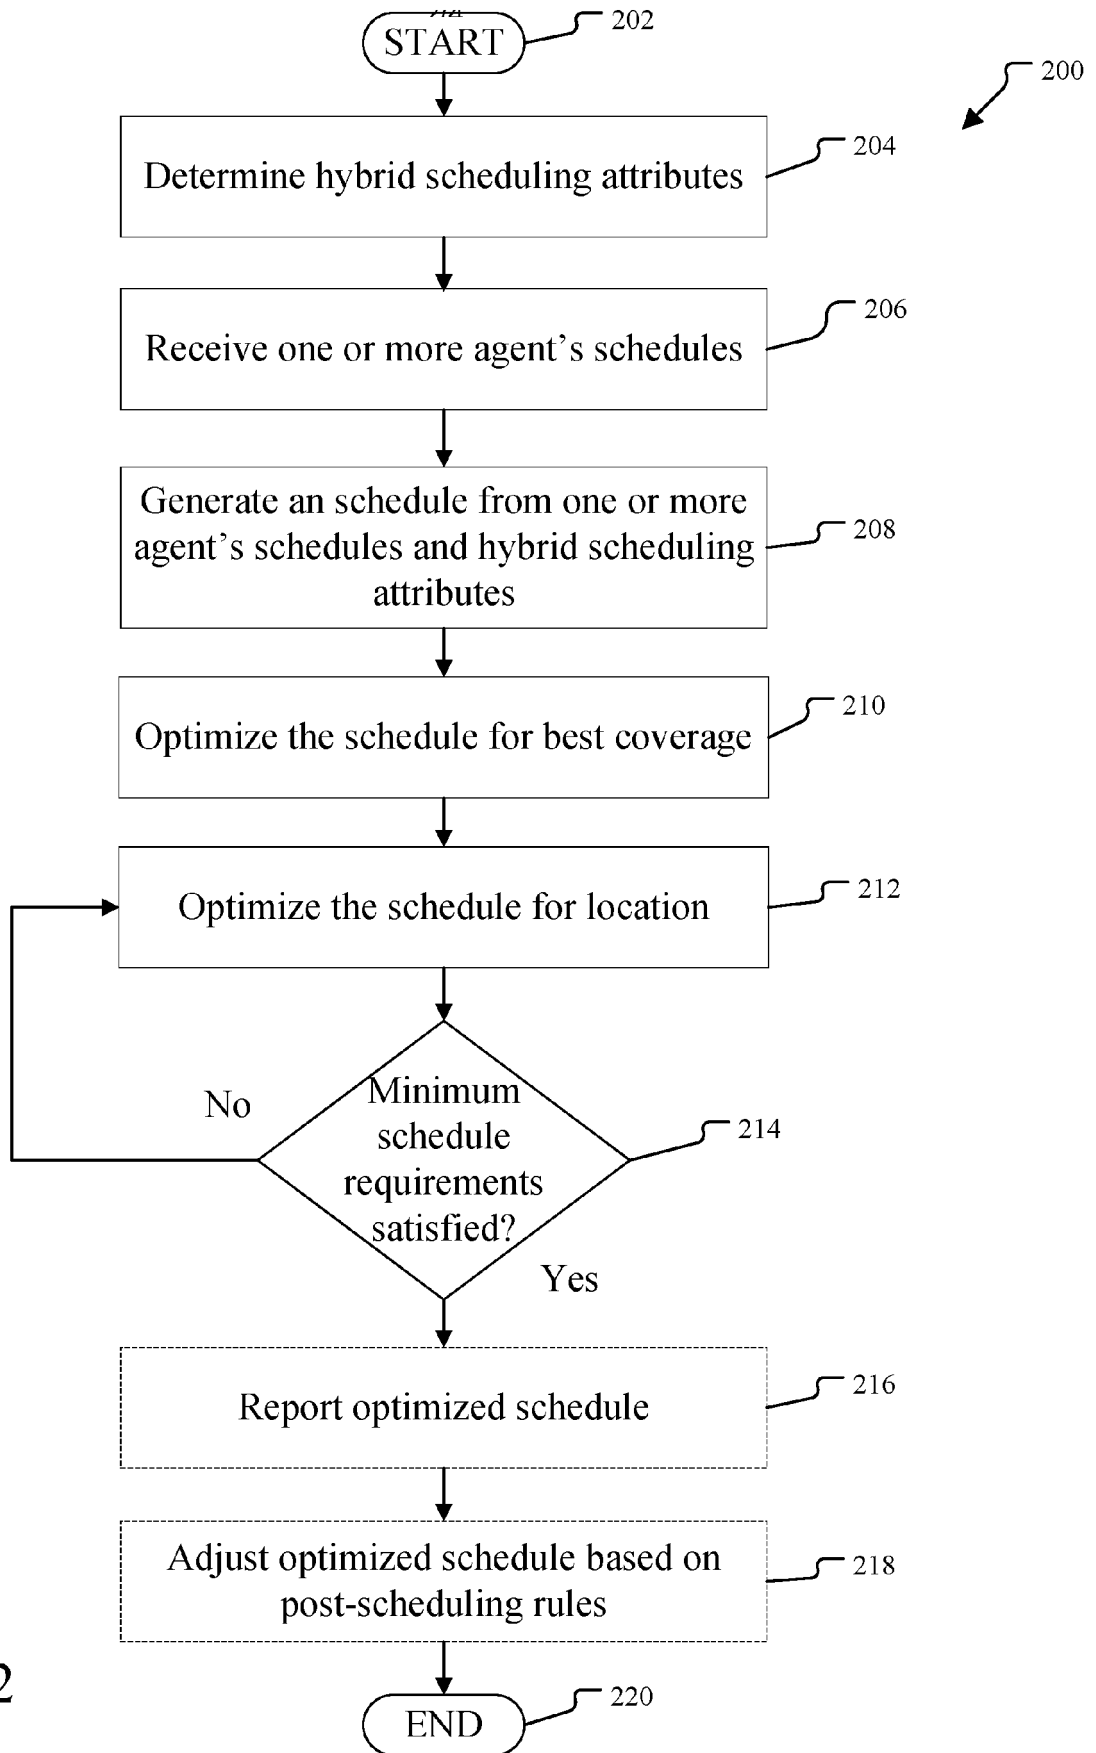 START
202
200
Determine hybrid scheduling attributes
204
Receive one or more agent's schedules
206
Generate an schedule from one or more
agent's schedules and hybrid scheduling
attributes
208
Optimize the schedule for best coverage
210
Optimize the schedule for location
212
No
Minimum
schedule
requirements
satisfied?
214
Yes
Report optimized schedule
216
Adjust optimized schedule based on
post-scheduling rules
218
2
END
220